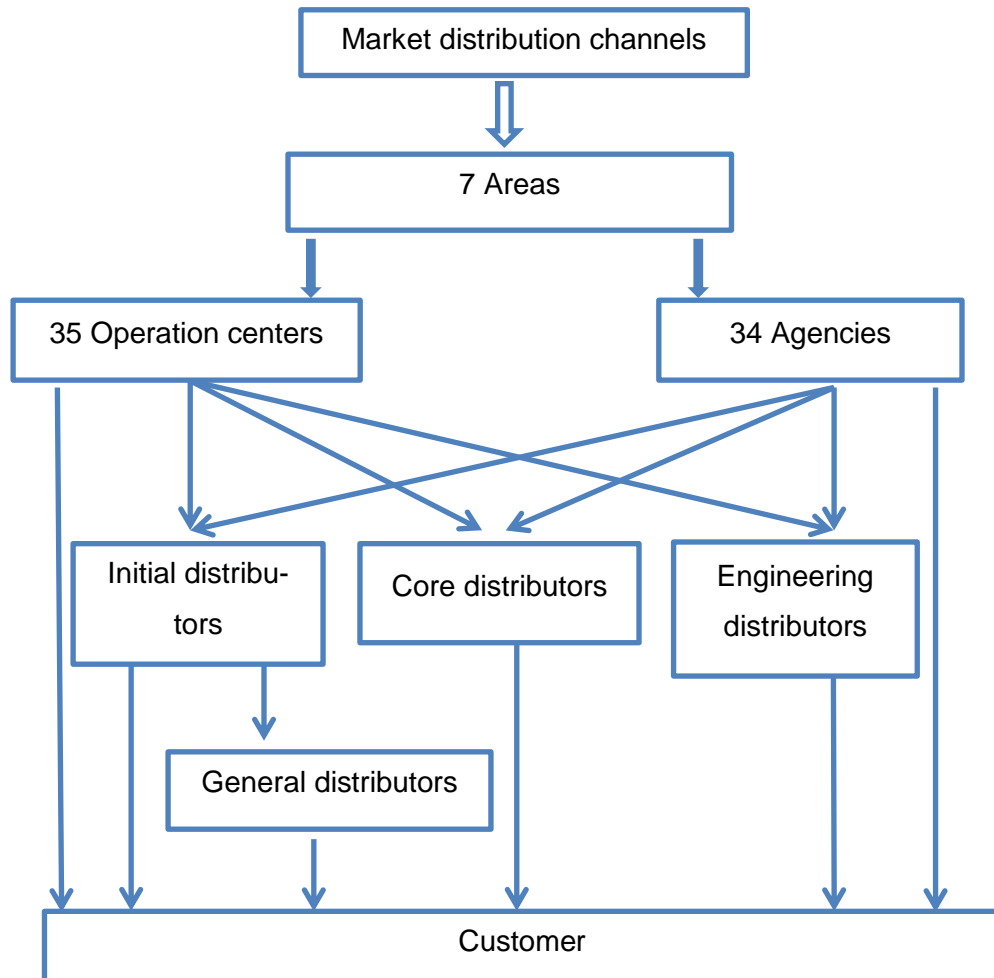 Market distribution channels
7 Areas
35 Operation centers
34 Agencies
Initial distribu-
tors
Core distributors
Engineering
distributors
General distributors
Customer